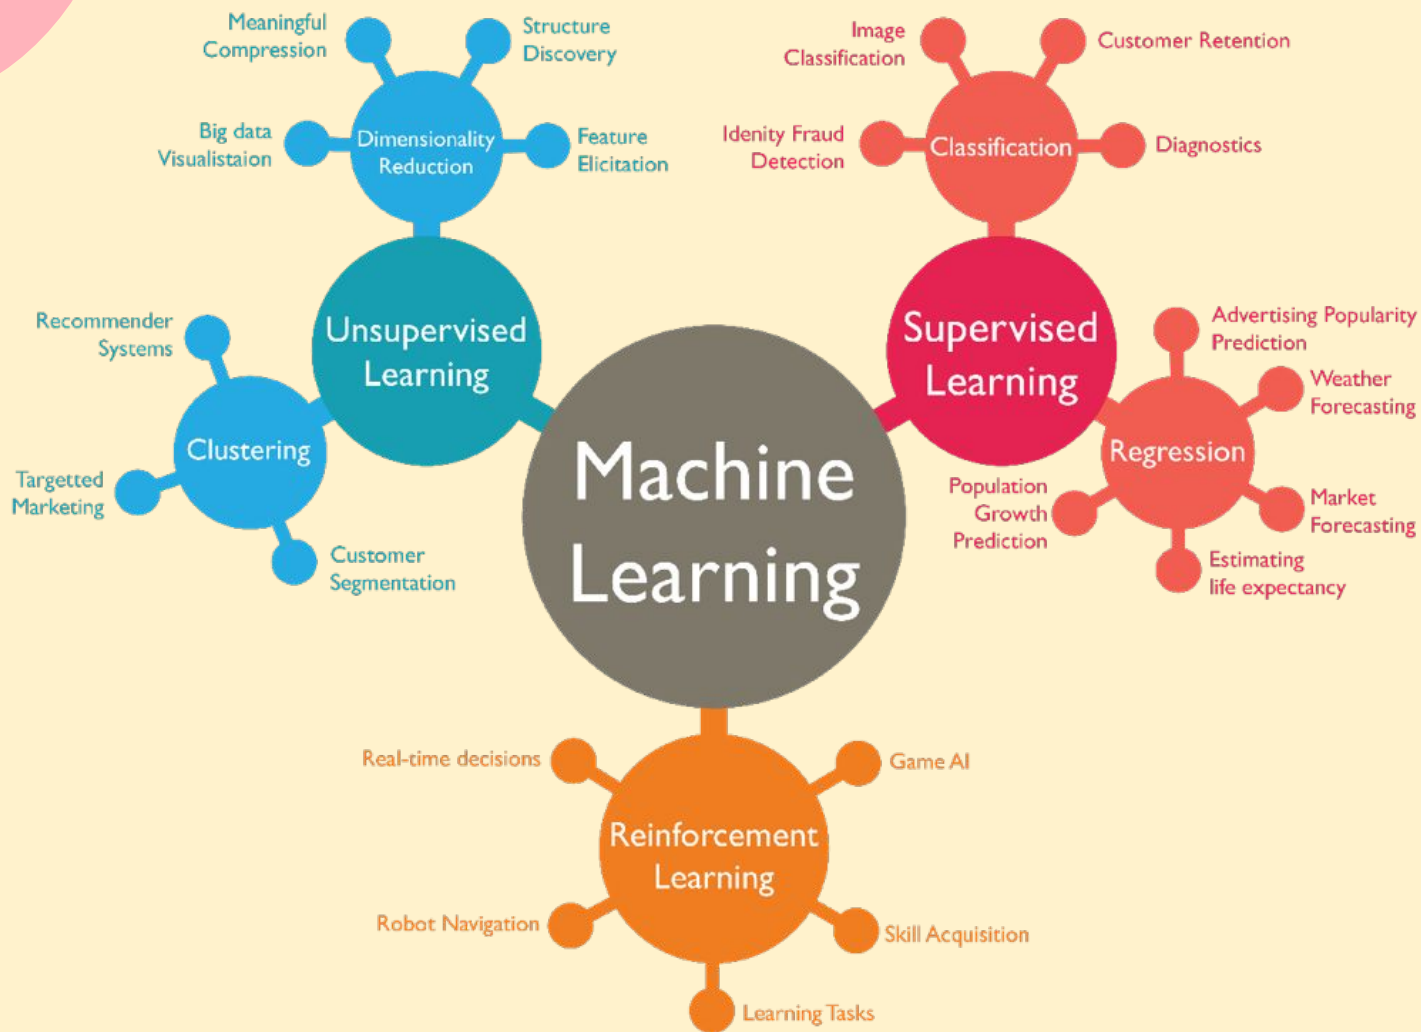 Meaningful
Compression
Structure
Discovery
Big data
Visualistaion
Dimensionality
Reduction
Feature
Elicitation
Image
Classification
Customer Retention
Idenity Fraud
Detection
Classification
Diagnostics
Recommender
Systems
Unsupervised
Learning
Clustering
Targetted
Marketing
Customer
Segmentation
Machine
Learning
Supervised
Learning
Advertising Popularity
Prediction
Weather
Forecasting
Regression
Population
Growth
Prediction
Market
Forecasting
Estimating
life expectancy
Real-time decisions
Game AI
Reinforcement
Learning
Robot Navigation
Skill Acquisition
Learning Tasks